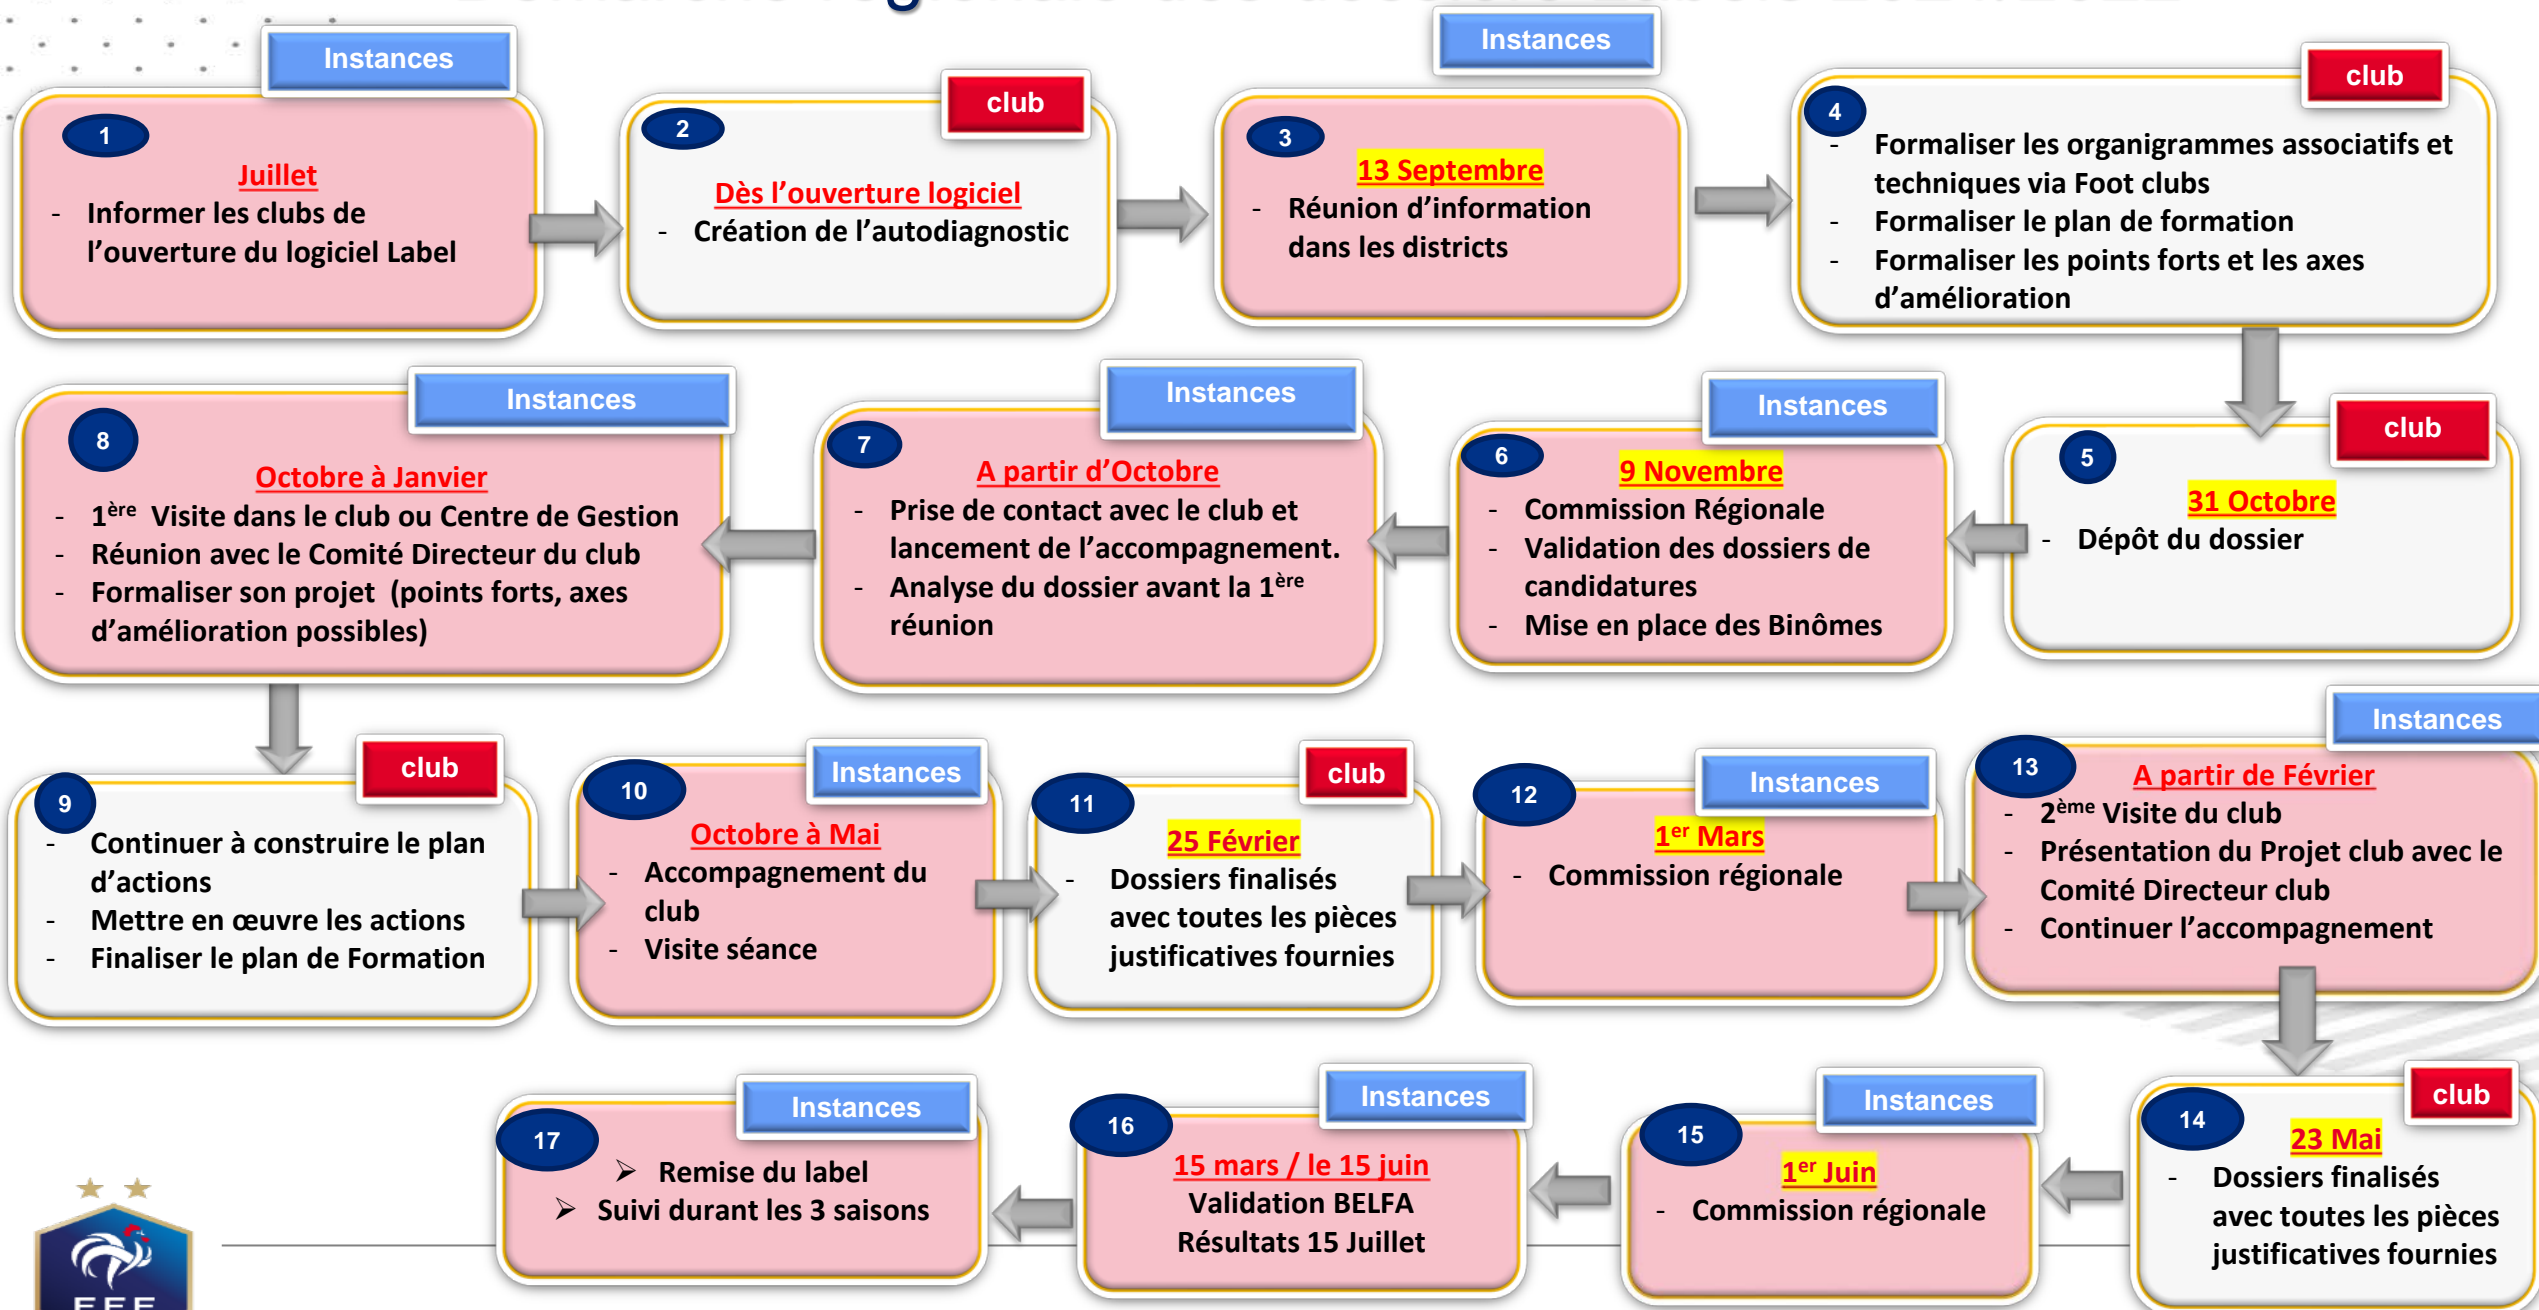 Démarche régionale des dossiers Labels 2021/2022
Instances
1
Juillet
- Informer les clubs de
l’ouverture du logiciel Label
club
2
Dès l’ouverture logiciel
- Création de l’autodiagnostic
Instances
3
13 Septembre
- Réunion d’information
dans les districts
club
4
- Formaliser les organigrammes associatifs et
techniques via Foot clubs
- Formaliser le plan de formation
- Formaliser les points forts et les axes
d’amélioration
club
5
31 Octobre
- Dépôt du dossier
Instances
6
9 Novembre
- Commission Régionale
- Validation des dossiers de
candidatures
- Mise en place des Binômes
Instances
7
A partir d’Octobre
- Prise de contact avec le club et
lancement de l’accompagnement.
- Analyse du dossier avant la 1ère
réunion
Instances
8
Octobre à Janvier
- 1ère Visite dans le club ou Centre de Gestion
- Réunion avec le Comité Directeur du club
- Formaliser son projet (points forts, axes
d’amélioration possibles)
club
9
- Continuer à construire le plan
d’actions
- Mettre en œuvre les actions
- Finaliser le plan de Formation
Instances
10
Octobre à Mai
- Accompagnement du
club
- Visite séance
club
11
25 Février
- Dossiers finalisés
avec toutes les pièces
justificatives fournies
Instances
12
1er Mars
- Commission régionale
Instances
13
A partir de Février
- 2ème Visite du club
- Présentation du Projet club avec le
Comité Directeur club
- Continuer l’accompagnement
club
14
23 Mai
- Dossiers finalisés
avec toutes les pièces
justificatives fournies
Instances
15
1er Juin
- Commission régionale
Instances
16
15 mars / le 15 juin
Validation BELFA
Résultats 15 Juillet
Instances
17
➢ Remise du label
➢ Suivi durant les 3 saisons
FFF